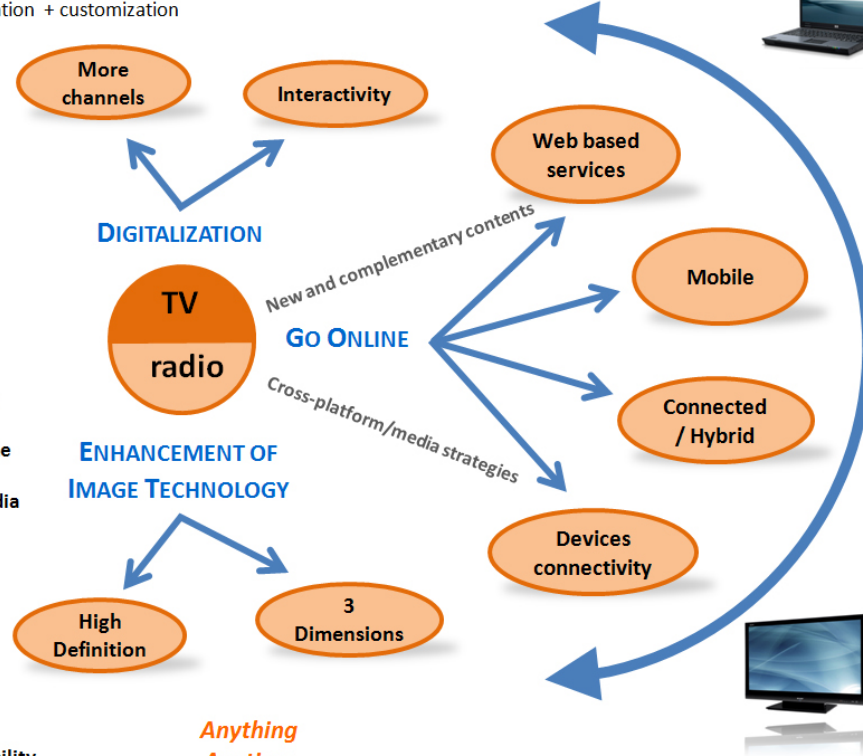 + customization
More
channels
Interactivity
Web based
services
DIGITALIZATION
New and complementary contents
Mobile
TV
radio
GO ONLINE
Cross-platform/media strategies
Connected
/ Hybrid
ENHANCEMENT OF
IMAGE TECHNOLOGY
Devices
connectivity
High
Definition
3
Dimensions
Anything